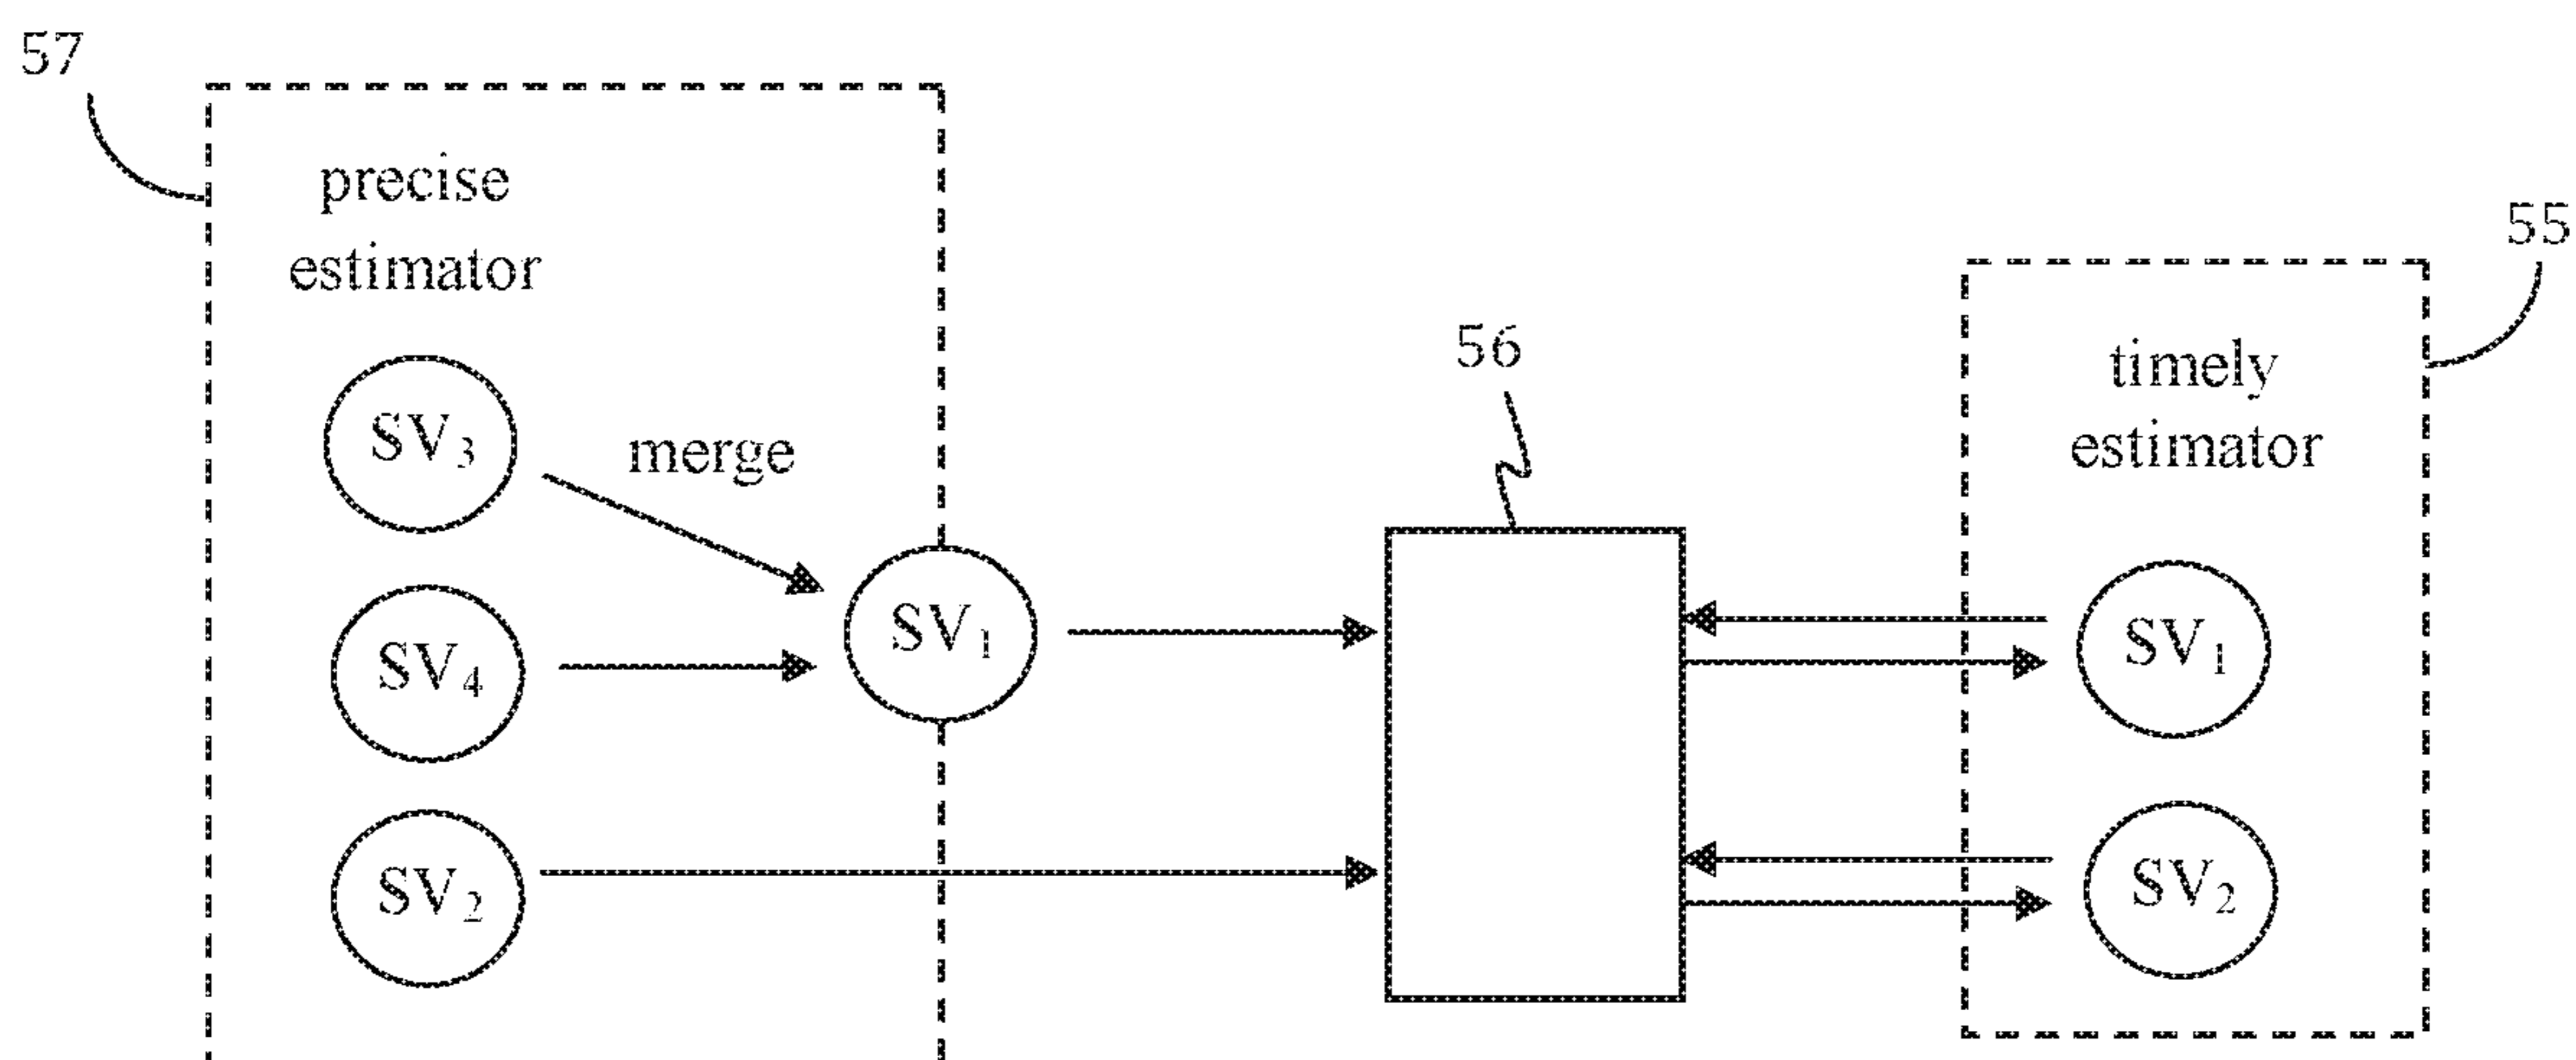 57
precise
estimator
SV₃
merge
SV₄
SV₁
SV₂
56
55
timely
estimator
SV₁
SV₂